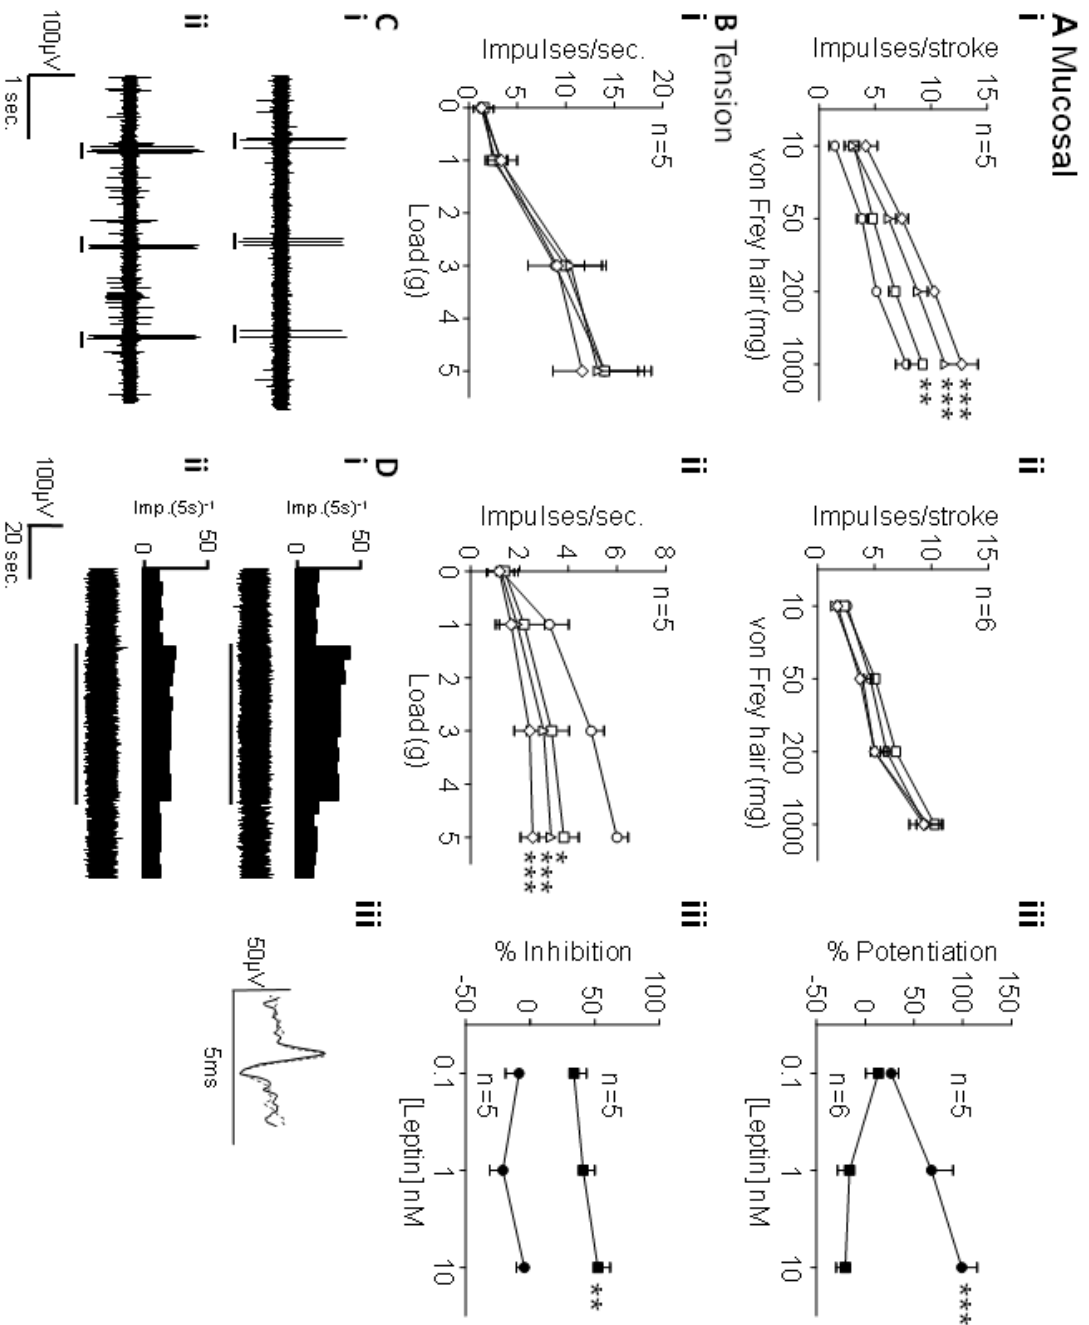 A Mucosal
i
Impulses/stroke
15
10
5
0
n=5
***
***
**
10 50 200 1000
von Frey hair (mg)
ii
Impulses/stroke
15
10
5
0
n=6
10 50 200 1000
von Frey hair (mg)
iii
% Potentiation
150
100
50
0
-50
n=5
***
n=6
0.1 1 10
[Leptin] nM
B Tension
i
Impulses/sec.
20
15
10
5
0
n=5
0 1 2 3 4 5
Load (g)
ii
Impulses/sec.
8
6
4
2
0
n=5
*
***
***
0 1 2 3 4 5
Load (g)
iii
% Inhibition
100
50
0
-50
n=5
**
n=5
0.1 1 10
[Leptin] nM
C
i
ii
100µV
1 sec.
D
i
Imp.(5s)⁻¹
50
0
ii
Imp.(5s)⁻¹
50
0
100µV
20 sec.
iii
50µV
5ms